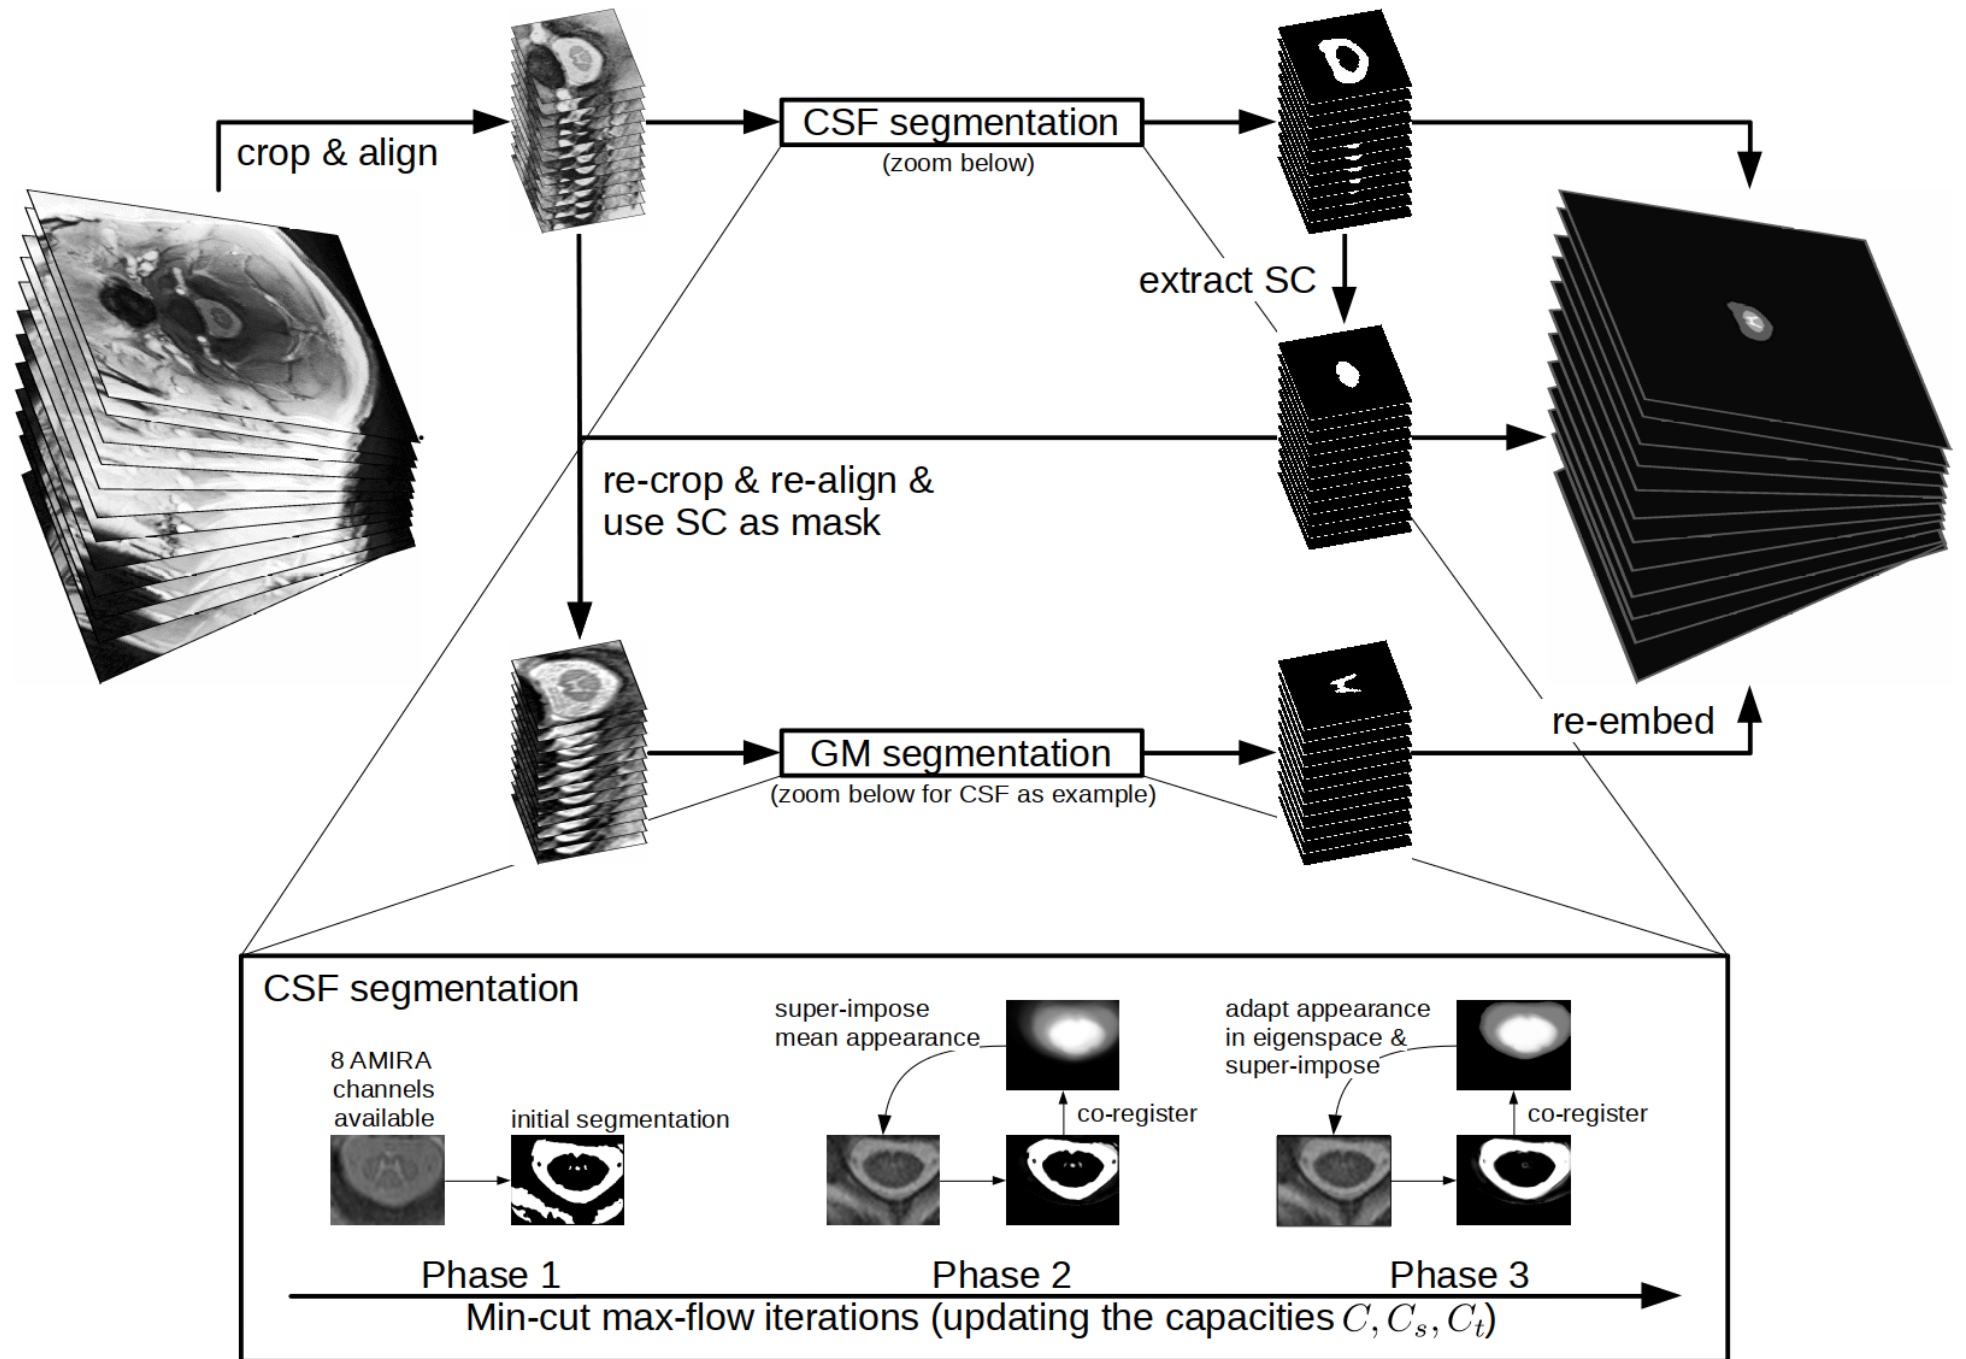 crop & align
CSF segmentation
(zoom below)
extract SC
re-crop & re-align &
use SC as mask
GM segmentation
(zoom below for CSF as example)
re-embed
CSF segmentation
8 AMIRA
channels
available
initial segmentation
super-impose
mean appearance
co-register
adapt appearance
in eigenspace &
super-impose
co-register
Phase 1
Phase 2
Phase 3
Min-cut max-flow iterations (updating the capacities C, Cₛ, Cₜ)